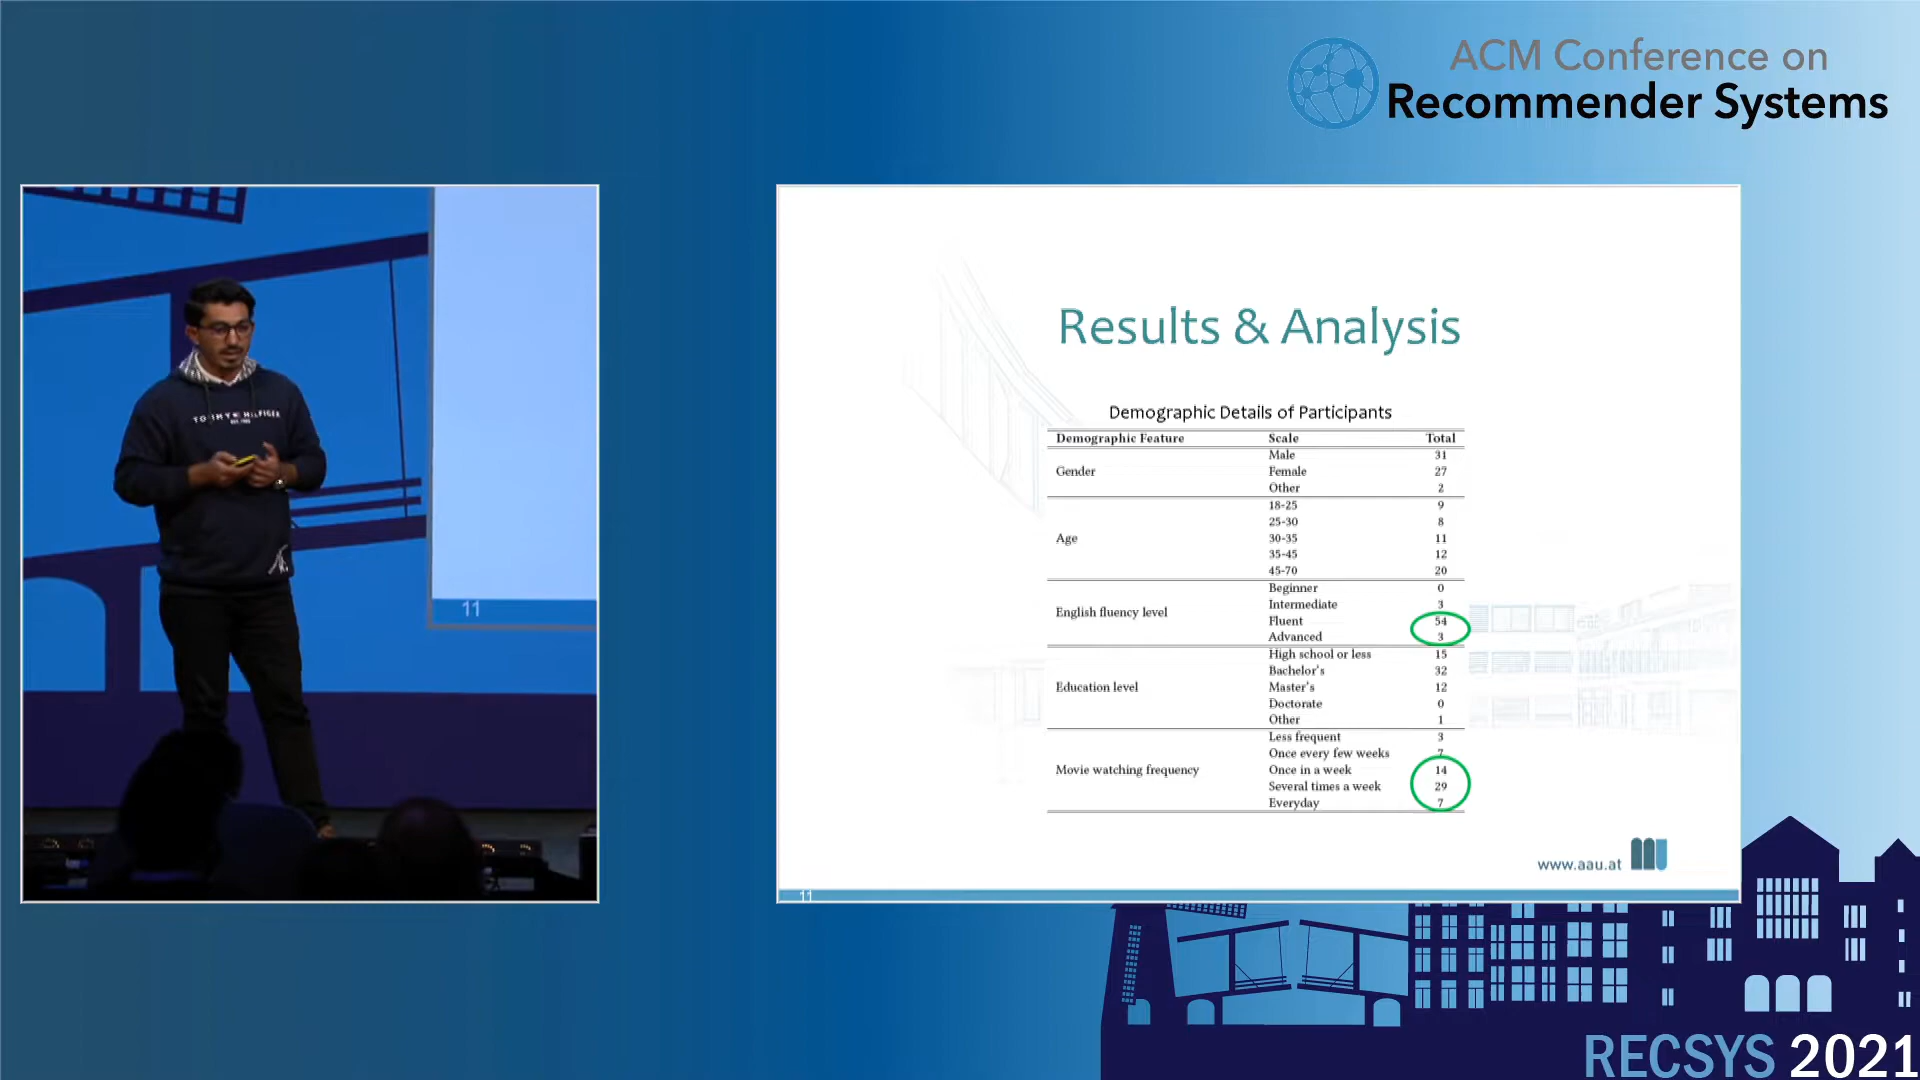 ACM Conference on
Recommender Systems
TOMMY HILFIGER
11
Results & Analysis
Demographic Details of Participants
Demographic Feature Scale Total
Gender
Male 31
Female 27
Other 2
Age
18-25 9
25-30 8
30-35 11
35-45 12
45-70 20
English fluency level
Beginner 0
Intermediate 3
Fluent 54
Advanced 3
Education level
High school or less 15
Bachelor's 32
Master's 12
Doctorate 0
Other 1
Movie watching frequency
Less frequent 3
Once every few weeks 7
Once in a week 14
Several times a week 29
Everyday 7
www.aau.at
11
RECSYS 2021